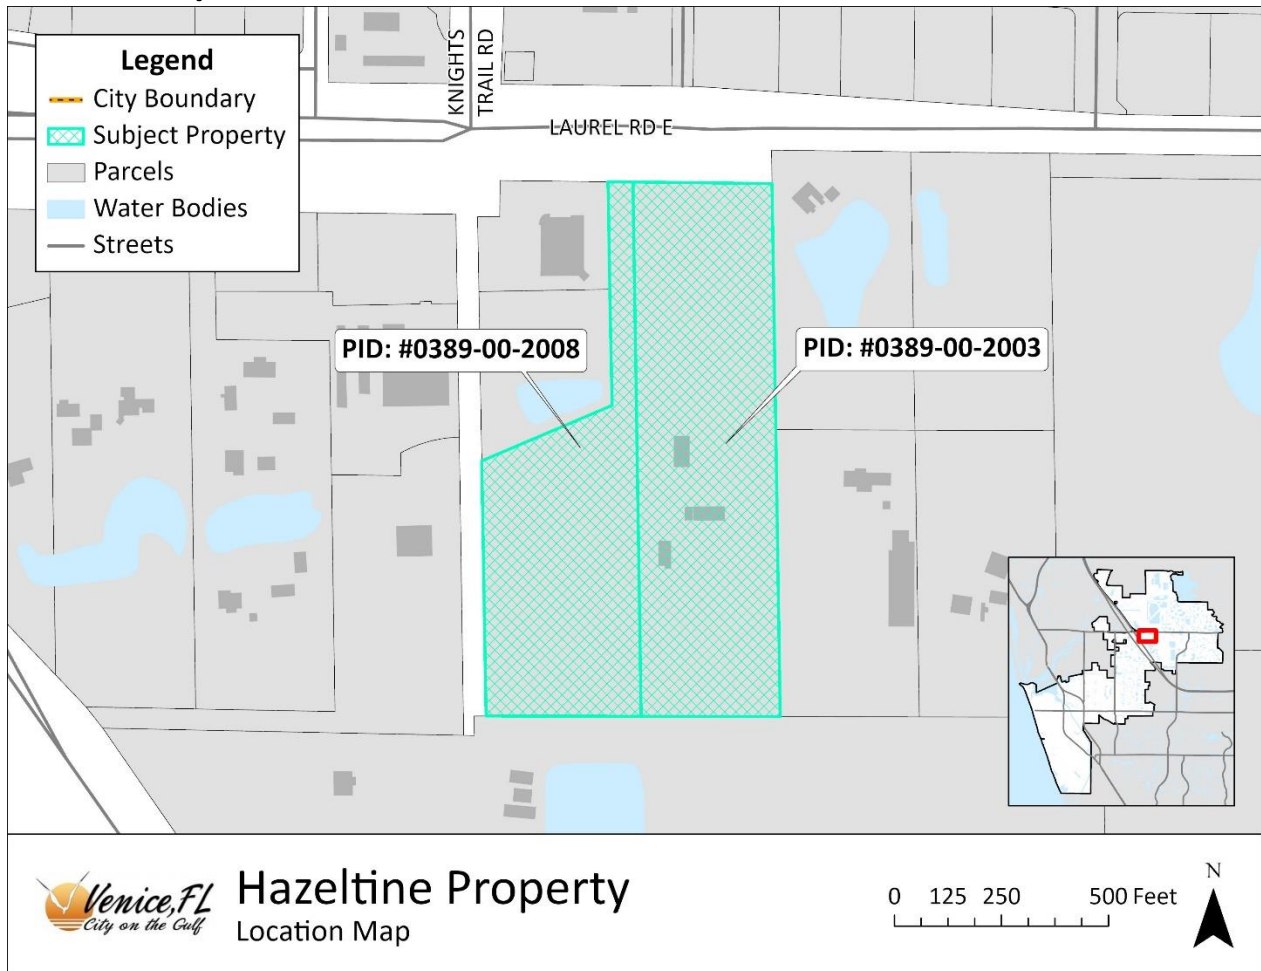 Legend
City Boundary
Subject Property
Parcels
Water Bodies
Streets
KNIGHTS
TRAIL RD
LAUREL RD E
PID: #0389-00-2008
PID: #0389-00-2003
Venice, FL
City on the Gulf
Hazeltine Property
Location Map
0 125 250 500 Feet
N